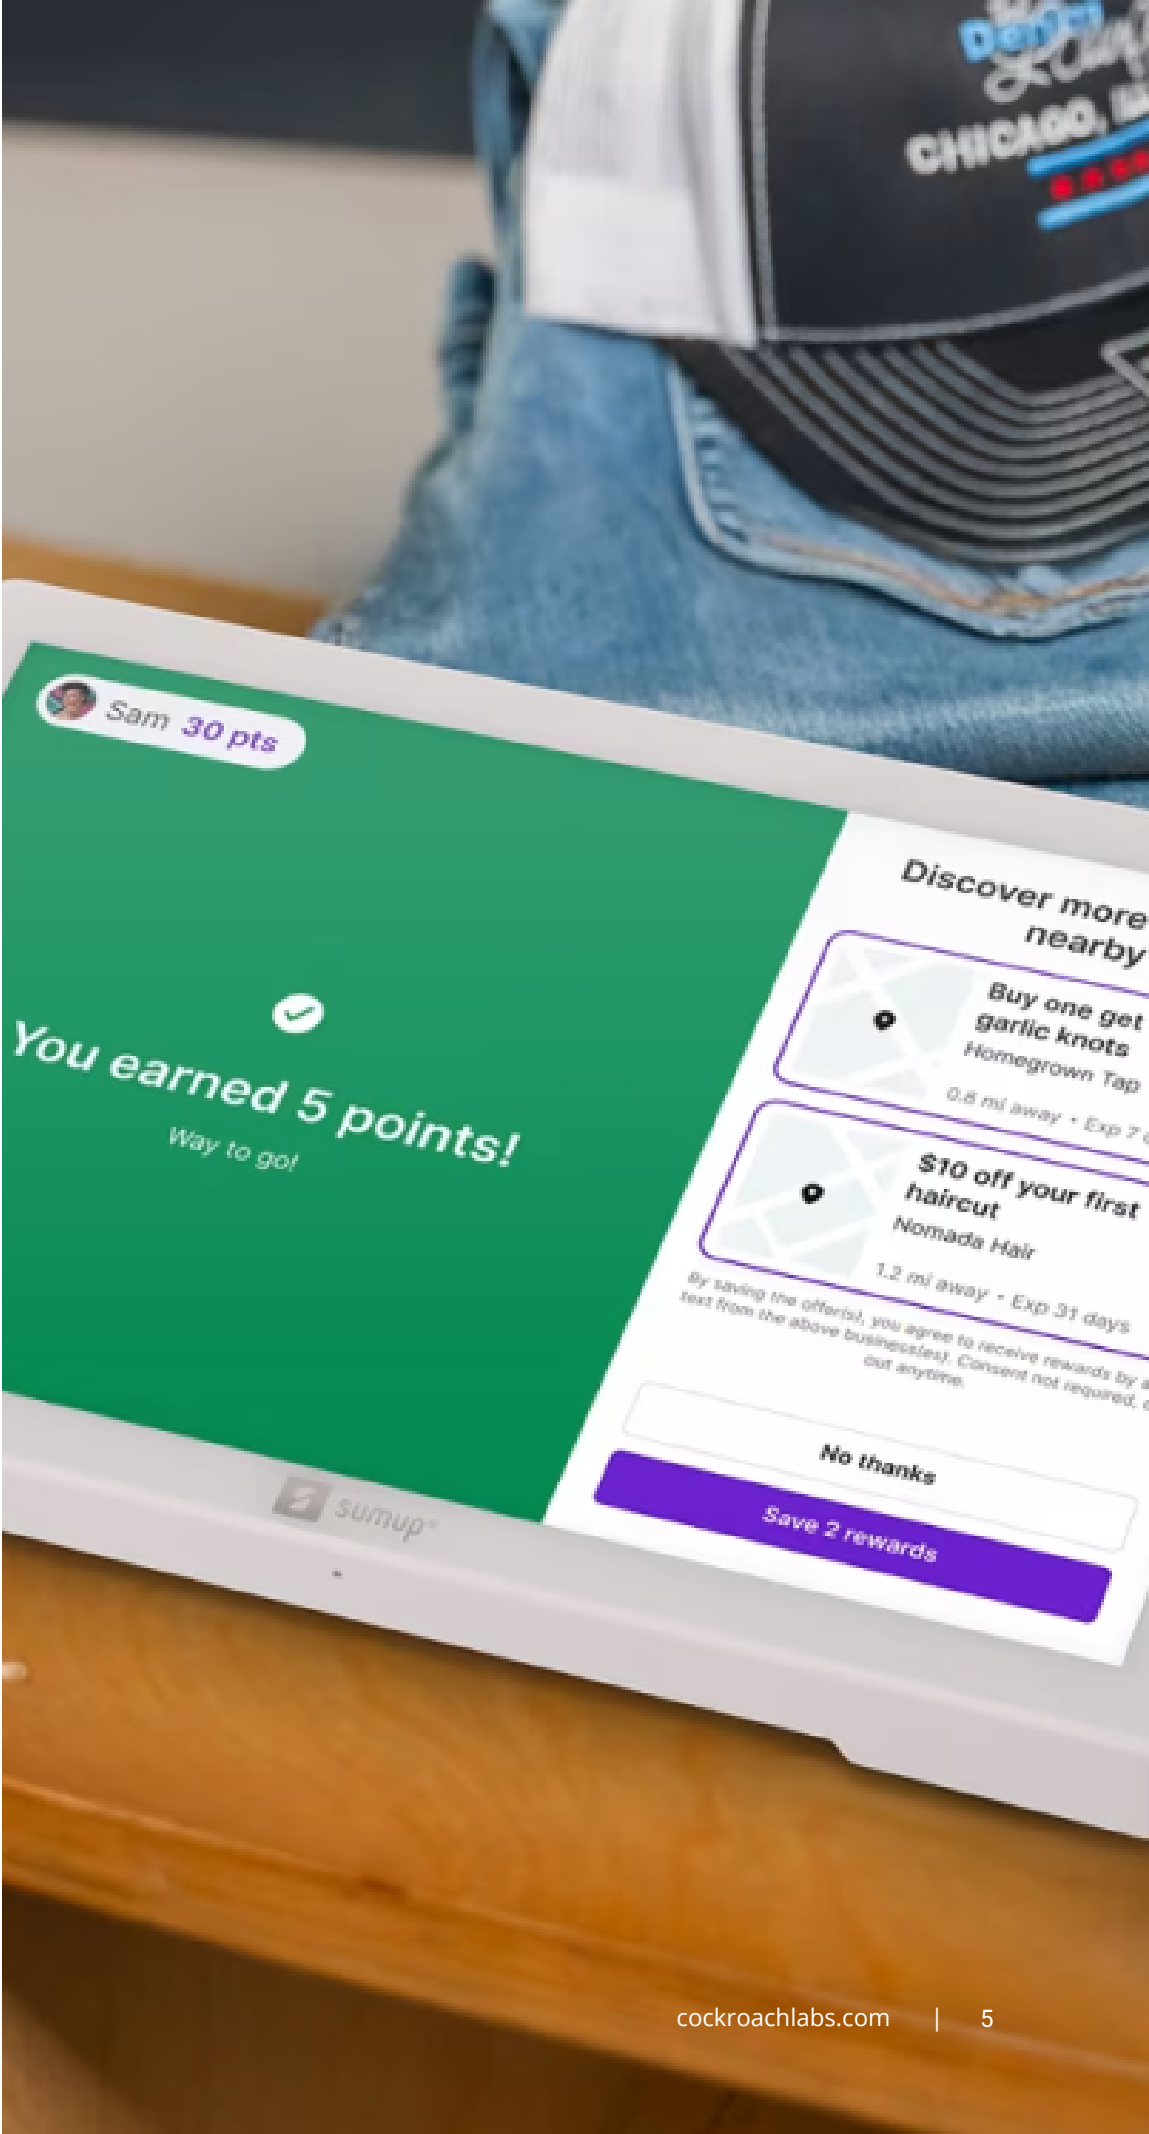 CHICAGO,
Sam 30 pts
You earned 5 points!
Way to go!
Discover more
nearby
Buy one get
garlic knots
Homegrown Tap
0.8 mi away • Exp 7
$10 off your first
haircut
Nomada Hair
1.2 mi away • Exp 31 days
By saving the offer(s), you agree to receive rewards by
text from the above business(es). Consent not required,
out anytime.
No thanks
Save 2 rewards
sumup®
cockroachlabs.com | 5